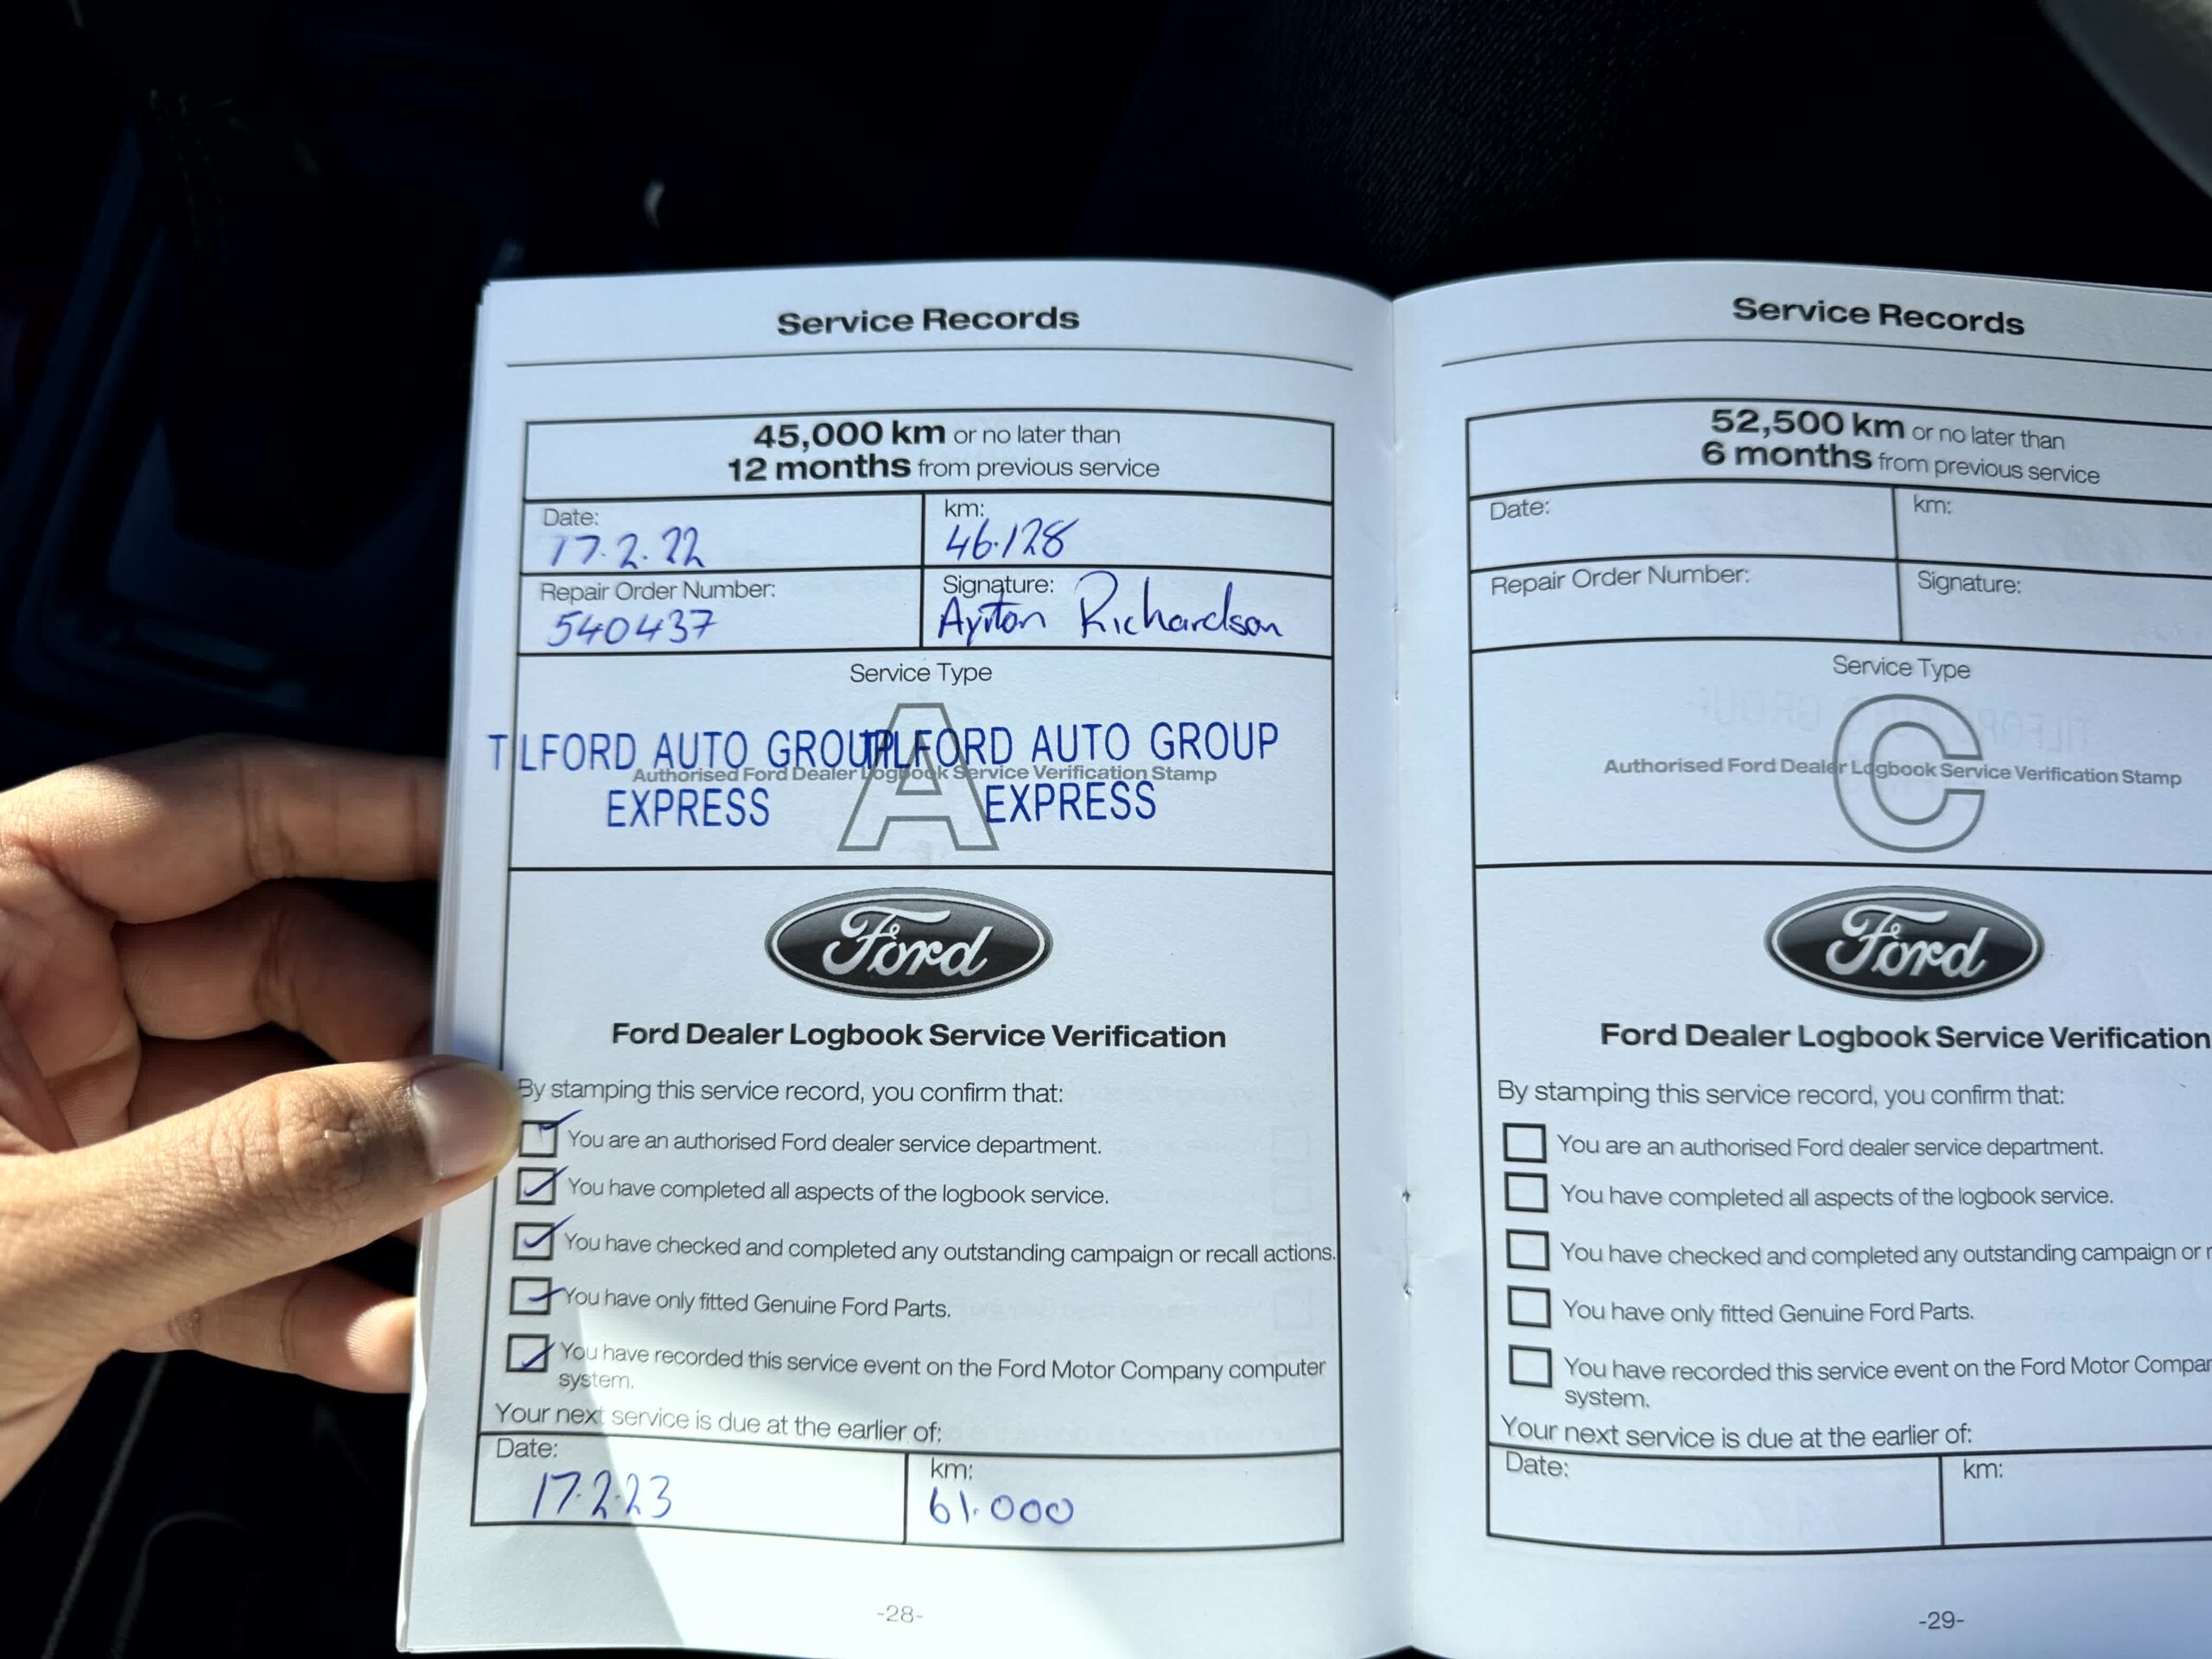 Service Records
45,000 km or no later than
12 months from previous service
Date:
17.2.22
km:
46.128
Repair Order Number:
540437
Signature:
Ayrton Richardson
Service Type
A
TILFORD AUTO GROUP TILFORD AUTO GROUP
Authorised Ford Dealer Logbook Service Verification Stamp
EXPRESS EXPRESS
Ford
Ford Dealer Logbook Service Verification
By stamping this service record, you confirm that:
You are an authorised Ford dealer service department.
You have completed all aspects of the logbook service.
You have checked and completed any outstanding campaign or recall actions.
You have only fitted Genuine Ford Parts.
You have recorded this service event on the Ford Motor Company computer
system.
Your next service is due at the earlier of:
Date:
17.2.23
km:
61.000
-28-
Service Records
52,500 km or no later than
6 months from previous service
Date:
km:
Repair Order Number:
Signature:
Service Type
C
Authorised Ford Dealer Logbook Service Verification Stamp
Ford
Ford Dealer Logbook Service Verification
By stamping this service record, you confirm that:
You are an authorised Ford dealer service department.
You have completed all aspects of the logbook service.
You have checked and completed any outstanding campaign or
You have only fitted Genuine Ford Parts.
You have recorded this service event on the Ford Motor
system.
Your next service is due at the earlier of:
Date:
km:
-29-